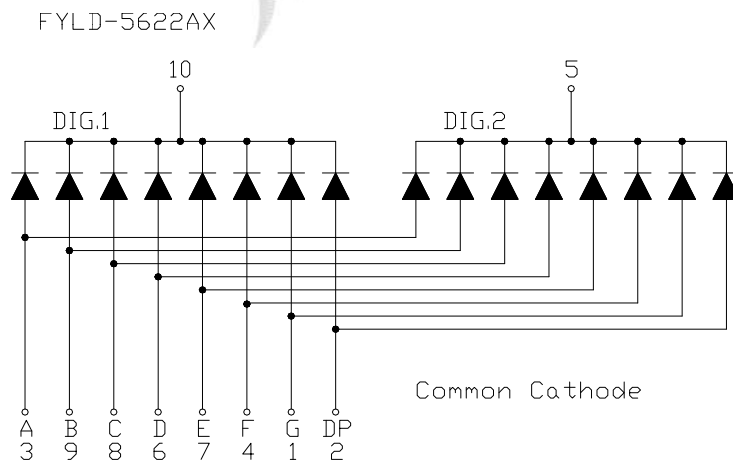 FYLD-5622AX
10 5
DIG.1 DIG.2
Common Cathode
A B C D E F G DP
3 9 8 6 7 4 1 2